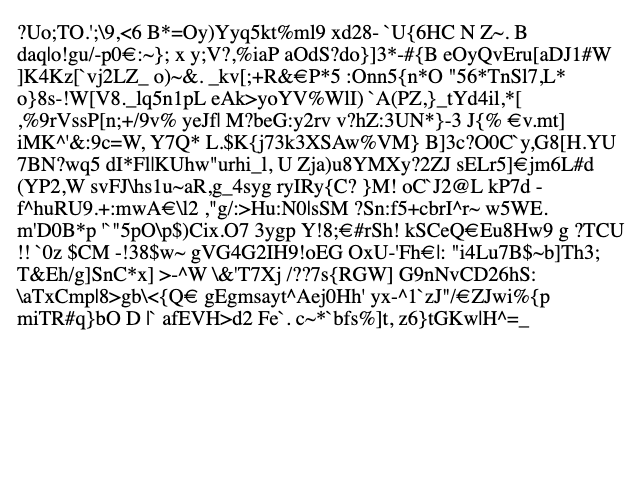 ?Uo;TO.';\9,<6 B*=Oy)Yyq5kt%ml9 xd28- `U{6HC N Z~. B
daq|o!gu/-p0€:~}; x y;V?,%iaP aOdS?do}]3*-#{B eOyQvEru[aDJ1#W
]K4Kz[`vj2LZ_ o)~&. _kv[;+R&€P*5 :Onn5{n*O "56*TnSl7,L*
o}8s-!W[V8._lq5n1pL eAk>yoYV%WlI) `A(PZ,}_tYd4il,*[
,%9rVssP[n;+/9v% yeJf| M?beG:y2rv v?hZ:3UN*}-3 J{% €v.mt]
iMK^'&:9c=W, Y7Q* L.$K{j73k3XSAw%VM} B]3c?O0C`y,G8[H.YU
7BN?wq5 dI*Fl|KUhw"urhi_l, U Zja)u8YMXy?2ZJ sELr5]€jm6L#d
(YP2,W svFJ\hs1u~aR,g_4syg ryIRy{C? }M! oC`J2@L kP7d -
f^huRU9.+:mwA€\l2 ,"g/:>Hu:N0|sSM ?Sn:f5+cbrI^r~ w5WE.
m'D0B*p `¨"5pO\p$)Cix.O7 3ygp Y!8;€#rSh! kSCeQ€Eu8Hw9 g ?TCU
!! `0z $CM -!38$w~ gVG4G2IH9!oEG OxU-'Fh€|: "i4Lu7B$~b]Th3;
T&Eh/g]SnC*x] >-^W \&'T7Xj /??7s{RGW] G9nNvCD26hS:
\aTxCmp|8>gb\<{Q€ gEgmsayt^Aej0Hh' yx-^1`zJ"/€ZJwi%{p
miTR#q}bO D |` afEVH>d2 Fe`. c~*`bfs%]t, z6}tGKw|H^=_